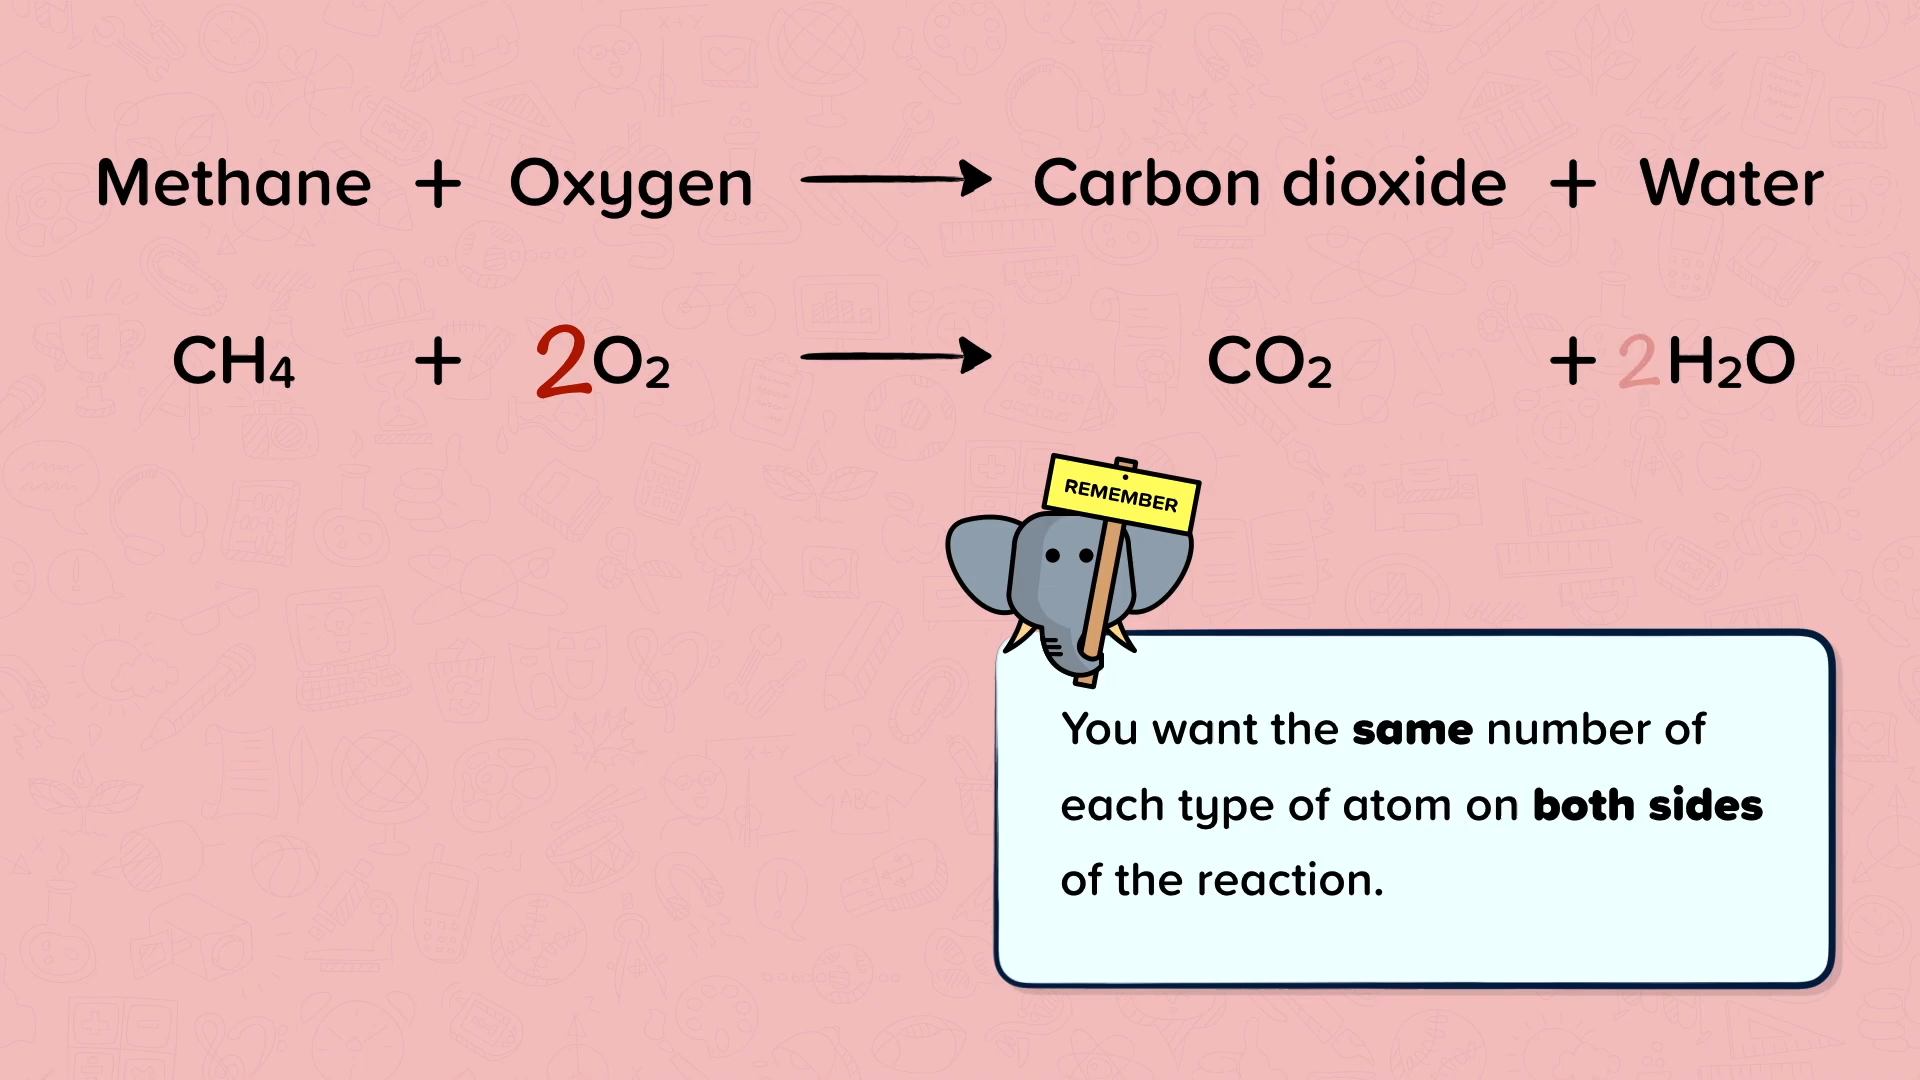 Methane + Oxygen → Carbon dioxide + Water
CH₄ + 2O₂ → CO₂ + 2H₂O
REMEMBER
You want the same number of
each type of atom on both sides
of the reaction.